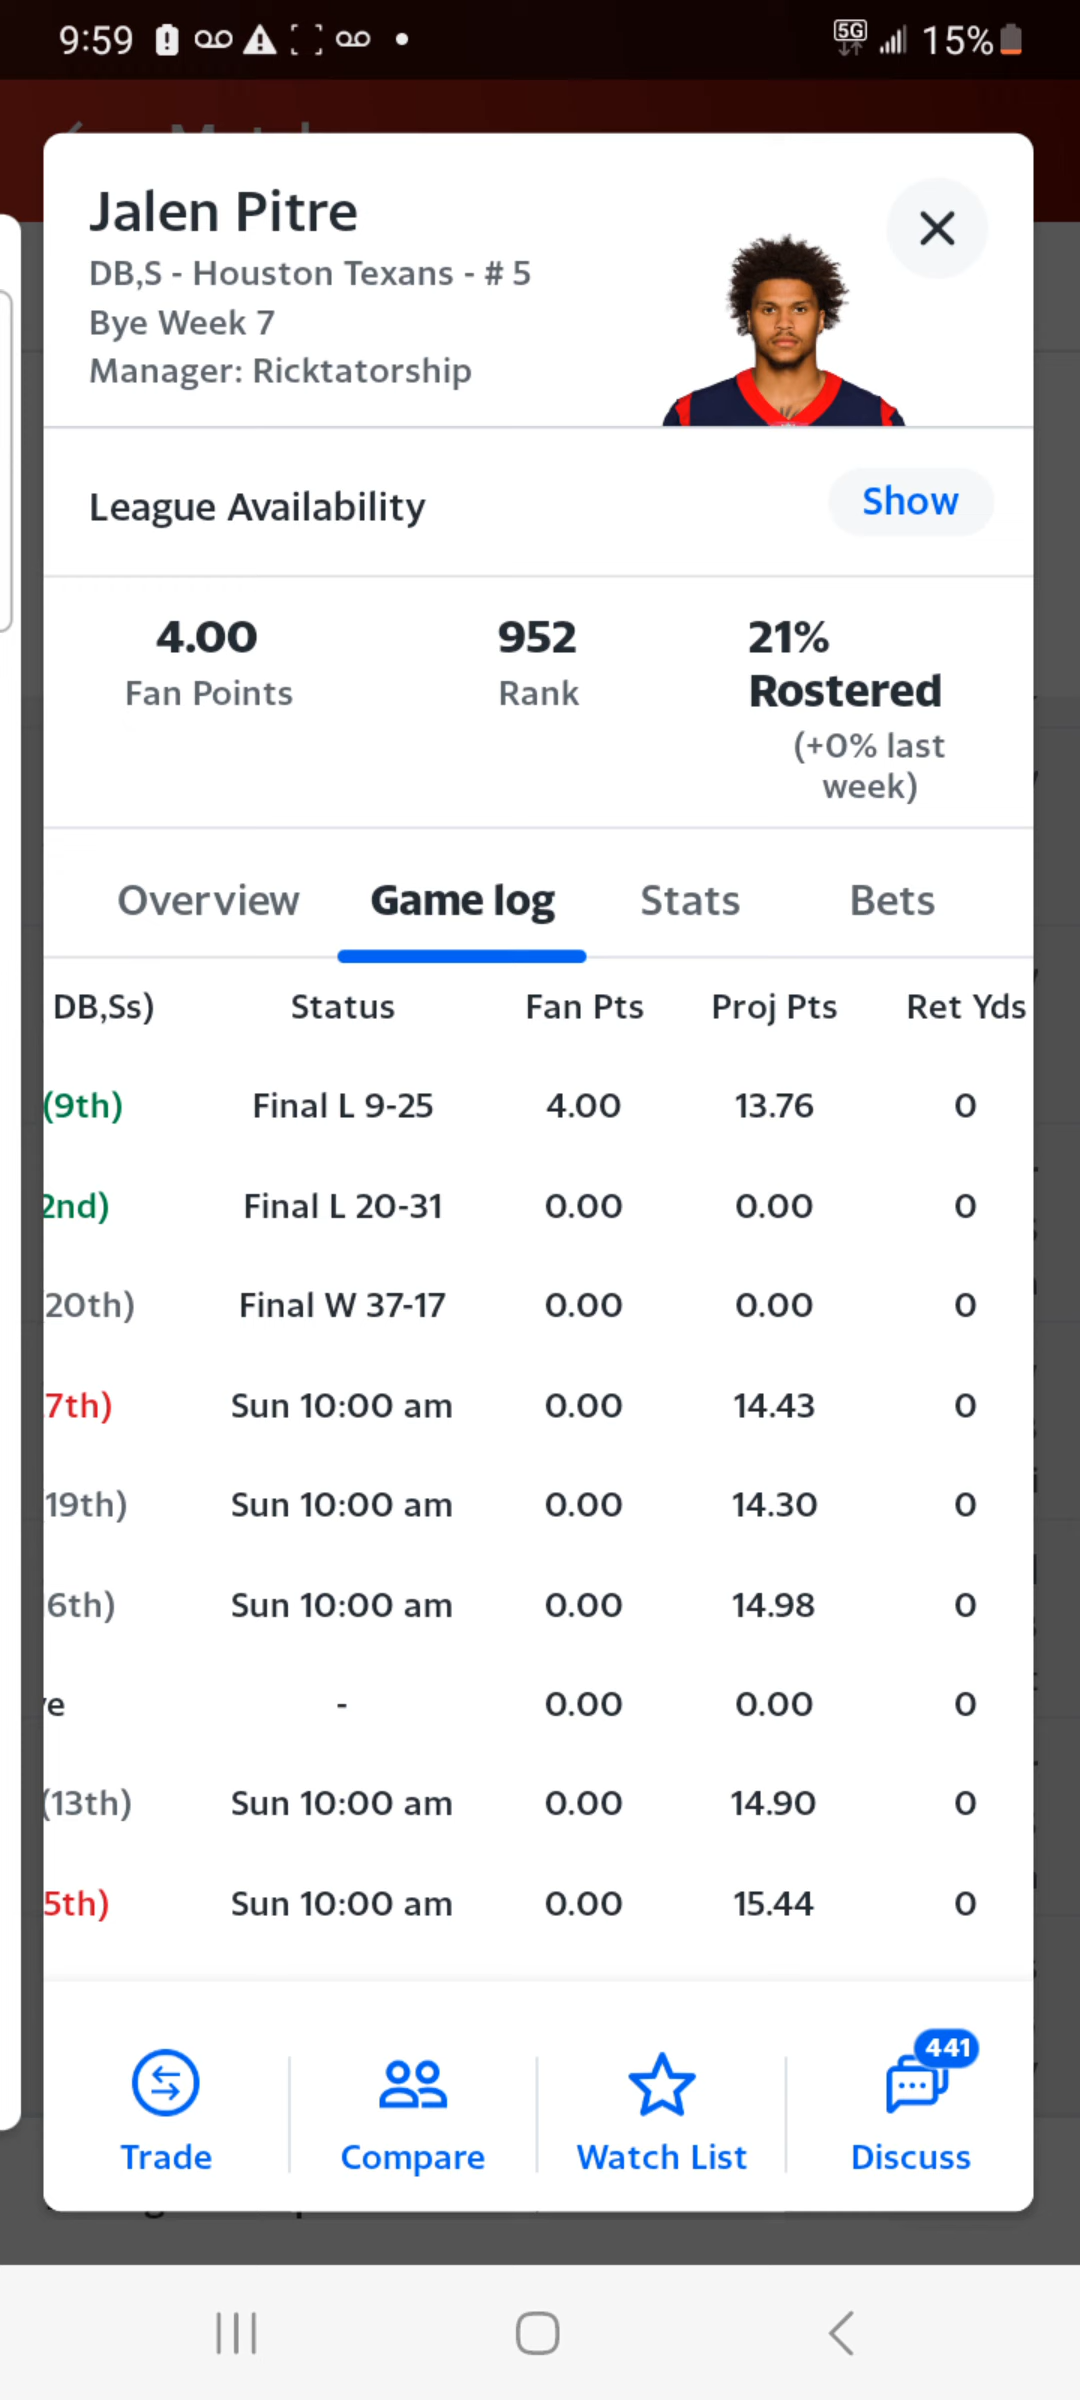 9:59 5G 15%
Jalen Pitre
DB,S - Houston Texans - # 5
Bye Week 7
Manager: Ricktatorship
League Availability Show
4.00 952 21%
Fan Points Rank Rostered
(+0% last
week)
Overview Game log Stats Bets
DB,Ss) Status Fan Pts Proj Pts Ret Yds
(9th) Final L 9-25 4.00 13.76 0
2nd) Final L 20-31 0.00 0.00 0
20th) Final W 37-17 0.00 0.00 0
7th) Sun 10:00 am 0.00 14.43 0
19th) Sun 10:00 am 0.00 14.30 0
6th) Sun 10:00 am 0.00 14.98 0
e - 0.00 0.00 0
(13th) Sun 10:00 am 0.00 14.90 0
5th) Sun 10:00 am 0.00 15.44 0
441
Trade Compare Watch List Discuss